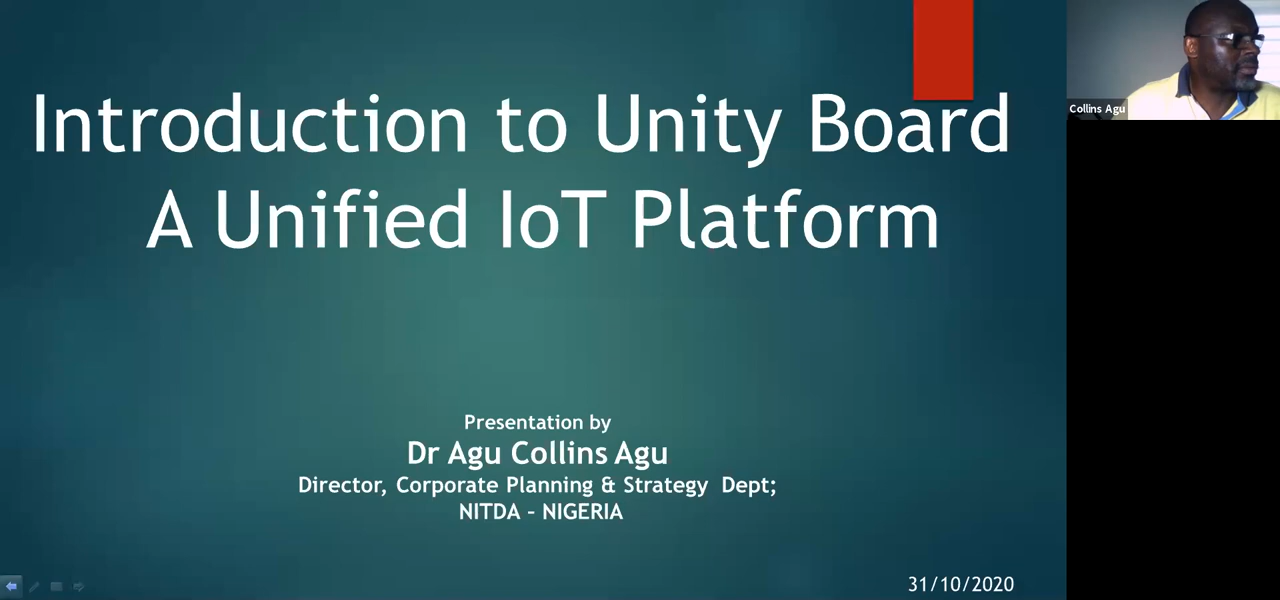 Introduction to Unity Board
A Unified IoT Platform
Collins Agu
Presentation by
Dr Agu Collins Agu
Director, Corporate Planning & Strategy Dept;
NITDA – NIGERIA
31/10/2020